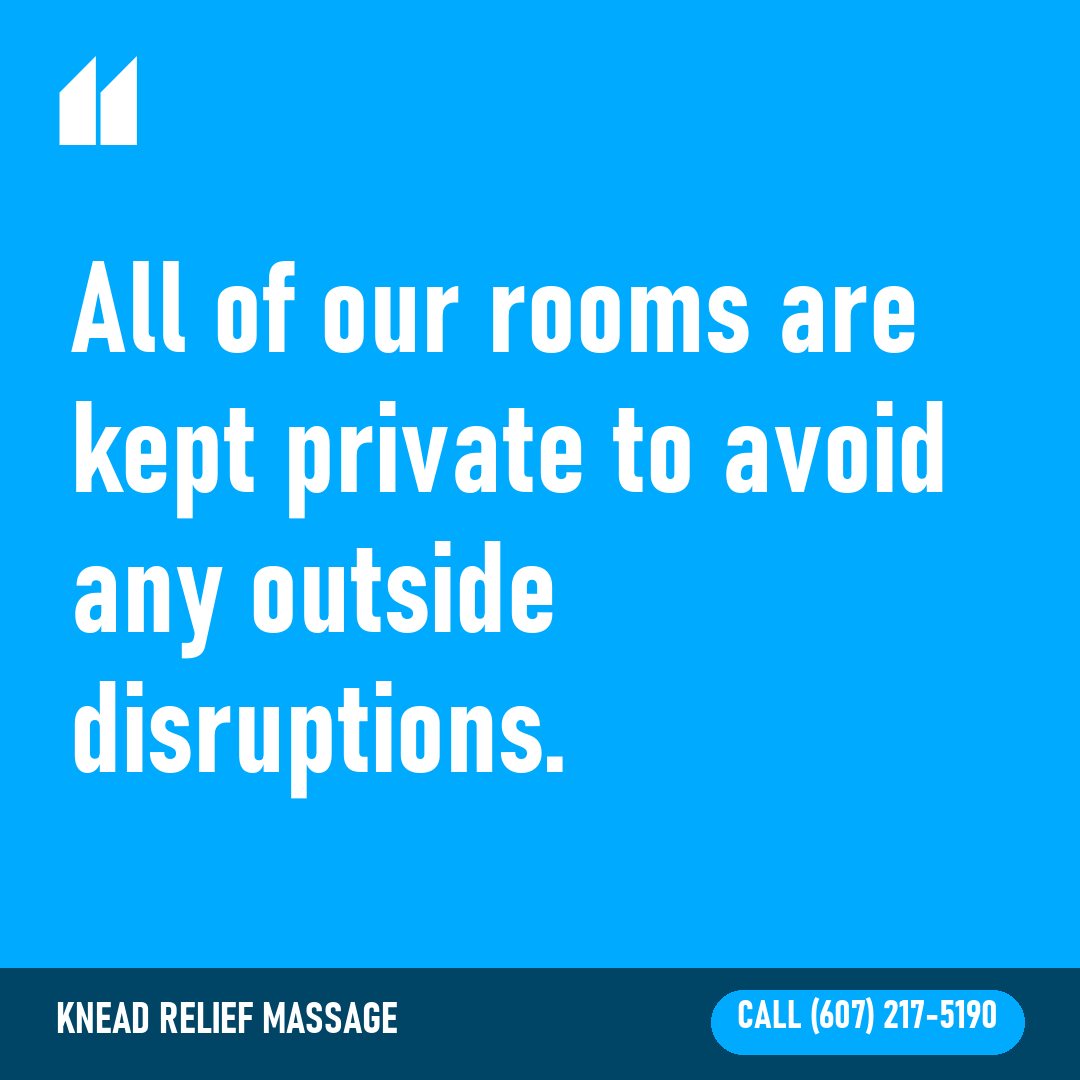 All of our rooms are
kept private to avoid
any outside
disruptions.
KNEAD RELIEF MASSAGE
CALL (607) 217-5190